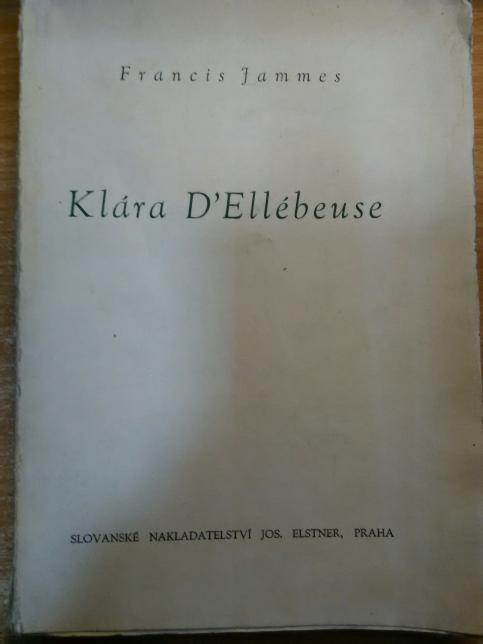 Francis Jammes
Klára D'Ellébeuse
SLOVANSKÉ NAKLADATELSTVÍ JOS. ELSTNER, PRAHA